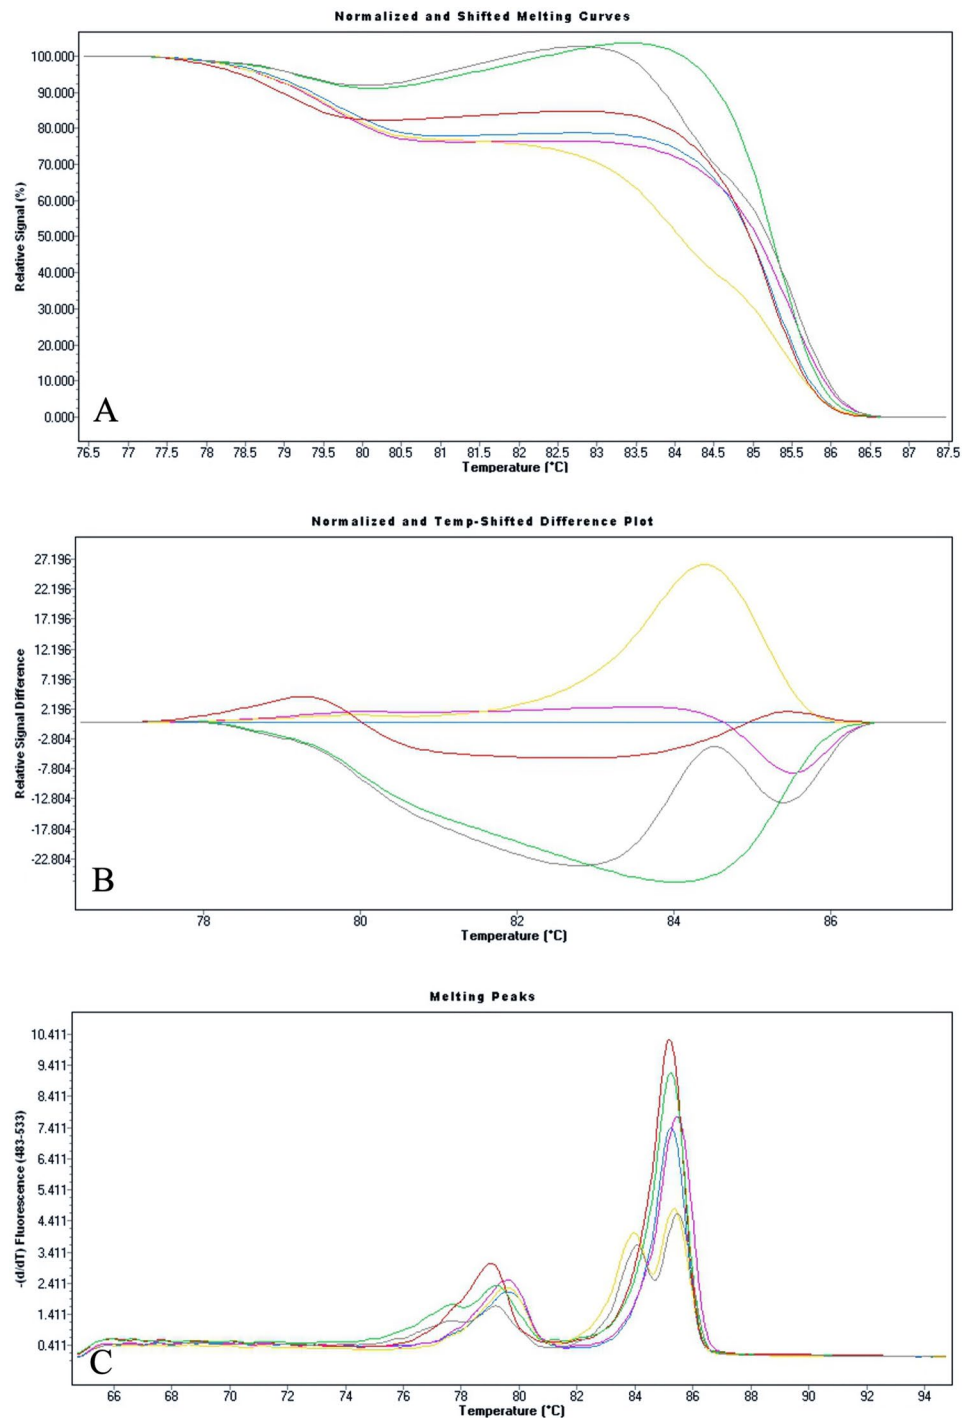 Normalized and Shifted Melting Curves
100.000
90.000
80.000
70.000
60.000
50.000
40.000
30.000
20.000
10.000
0.000
Relative Signal (%)
A
76.5 77 77.5 78 78.5 79 79.5 80 80.5 81 81.5 82 82.5 83 83.5 84 84.5 85 85.5 86 86.5 87 87.5
Temperature (°C)
Normalized and Temp-Shifted Difference Plot
27.196
22.196
17.196
12.196
7.196
2.196
-2.804
-7.804
-12.804
-17.804
-22.804
Relative Signal Difference
B
78 80 82 84 86
Temperature (°C)
Melting Peaks
10.411
9.411
8.411
7.411
6.411
5.411
4.411
3.411
2.411
1.411
0.411
-(d/dT) Fluorescence (483-533)
C
66 68 70 72 74 76 78 80 82 84 86 88 90 92 94
Temperature (°C)